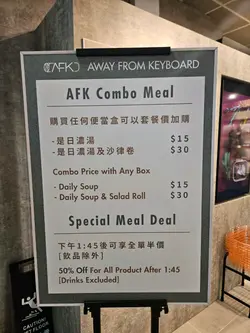 AFK AWAY FROM KEYBOARD
AFK Combo Meal
購買任何便當盒可以套餐價加購
-是日濃湯 $15
-是日濃湯及沙律卷 $30
Combo Price with Any Box
- Daily Soup $15
- Daily Soup & Salad Roll $30
Special Meal Deal
下午1:45後可享全單半價
[飲品除外]
50% Off For All Product After 1:45
[Drinks Excluded]
CAUTION